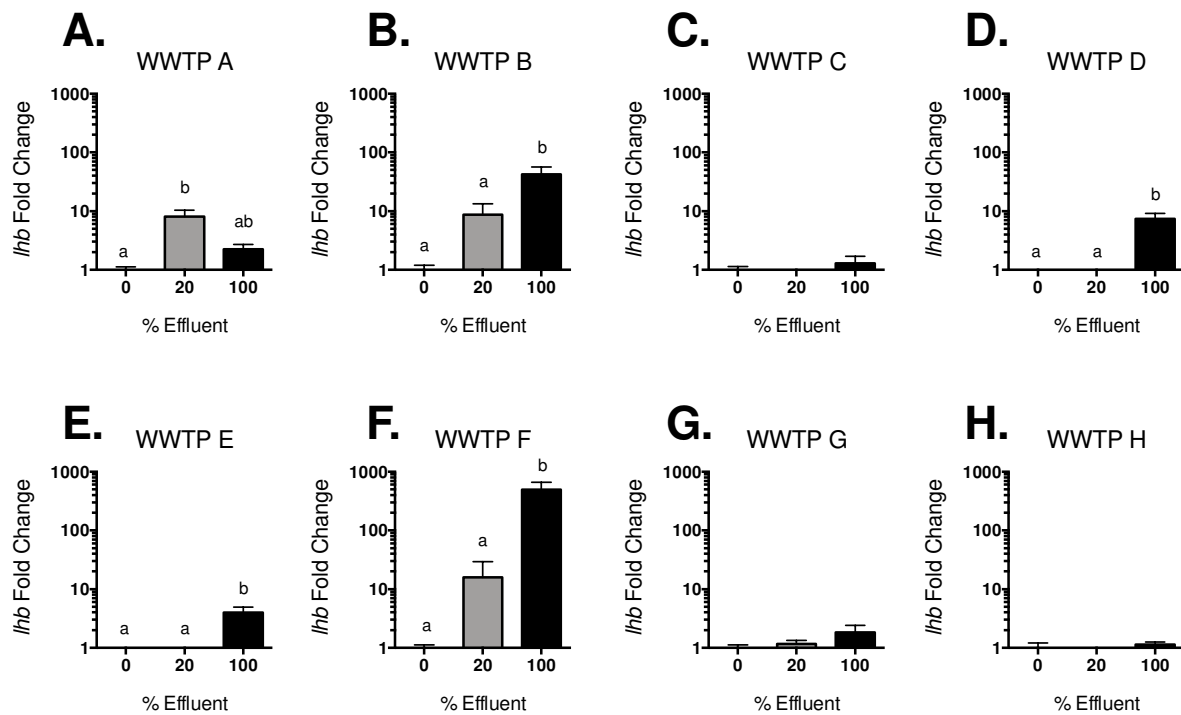 A.
WWTP A
lhb Fold Change
1000
100
10
1
a
b
ab
0 20 100
% Effluent
B.
WWTP B
lhb Fold Change
1000
100
10
1
a
a
b
0 20 100
% Effluent
C.
WWTP C
lhb Fold Change
1000
100
10
1
0 20 100
% Effluent
D.
WWTP D
lhb Fold Change
1000
100
10
1
a
a
b
0 20 100
% Effluent
E.
WWTP E
lhb Fold Change
1000
100
10
1
a
a
b
0 20 100
% Effluent
F.
WWTP F
lhb Fold Change
1000
100
10
1
a
a
b
0 20 100
% Effluent
G.
WWTP G
lhb Fold Change
1000
100
10
1
0 20 100
% Effluent
H.
WWTP H
lhb Fold Change
1000
100
10
1
0 20 100
% Effluent